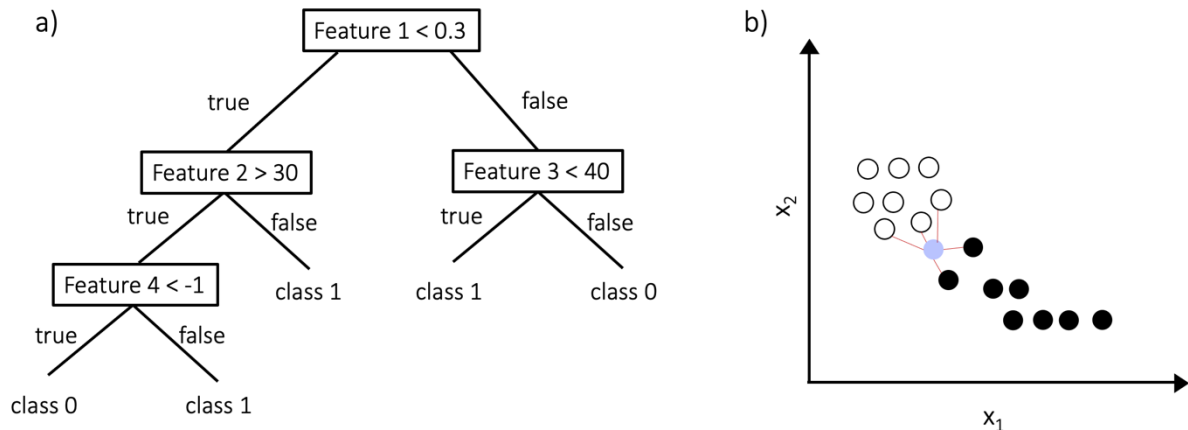 a)
Feature 1 < 0.3
true
false
Feature 2 > 30
Feature 3 < 40
true
false
true
false
Feature 4 < -1
class 1
class 1
class 0
true
false
class 0
class 1
b)
x2
x1